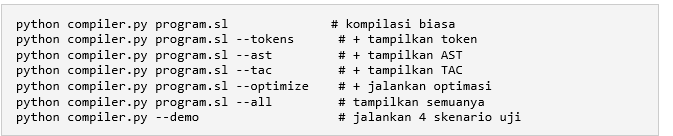 python compiler.py program.sl # kompilasi biasa
python compiler.py program.sl --tokens # + tampilkan token
python compiler.py program.sl --ast # + tampilkan AST
python compiler.py program.sl --tac # + tampilkan TAC
python compiler.py program.sl --optimize # + jalankan optimasi
python compiler.py program.sl --all # tampilkan semuanya
python compiler.py --demo # jalankan 4 skenario uji